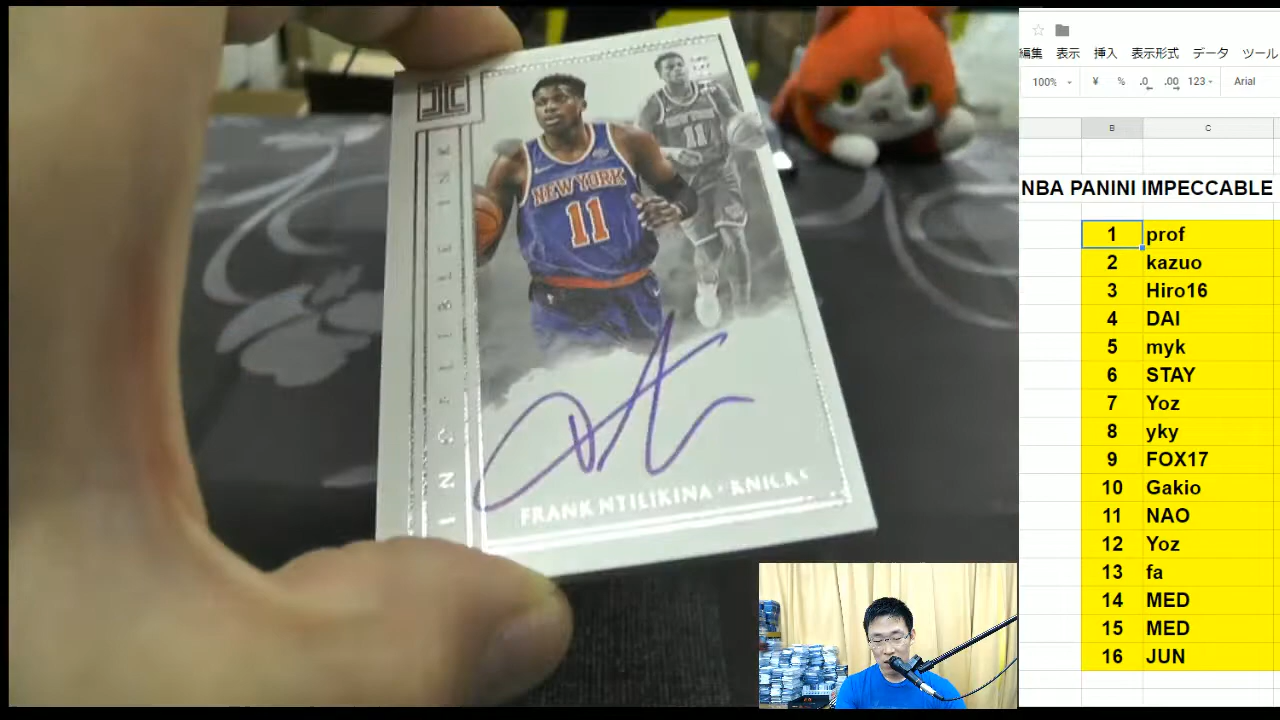 INDELIBLE INK
NEW YORK
11
11
FRANK NTILIKINA • KNICKS
編集 表示 挿入 表示形式 データ ツール
100% ¥ % .0 .00 123 Arial
B C
NBA PANINI IMPECCABLE
1 prof
2 kazuo
3 Hiro16
4 DAI
5 myk
6 STAY
7 Yoz
8 yky
9 FOX17
10 Gakio
11 NAO
12 Yoz
13 fa
14 MED
15 MED
16 JUN